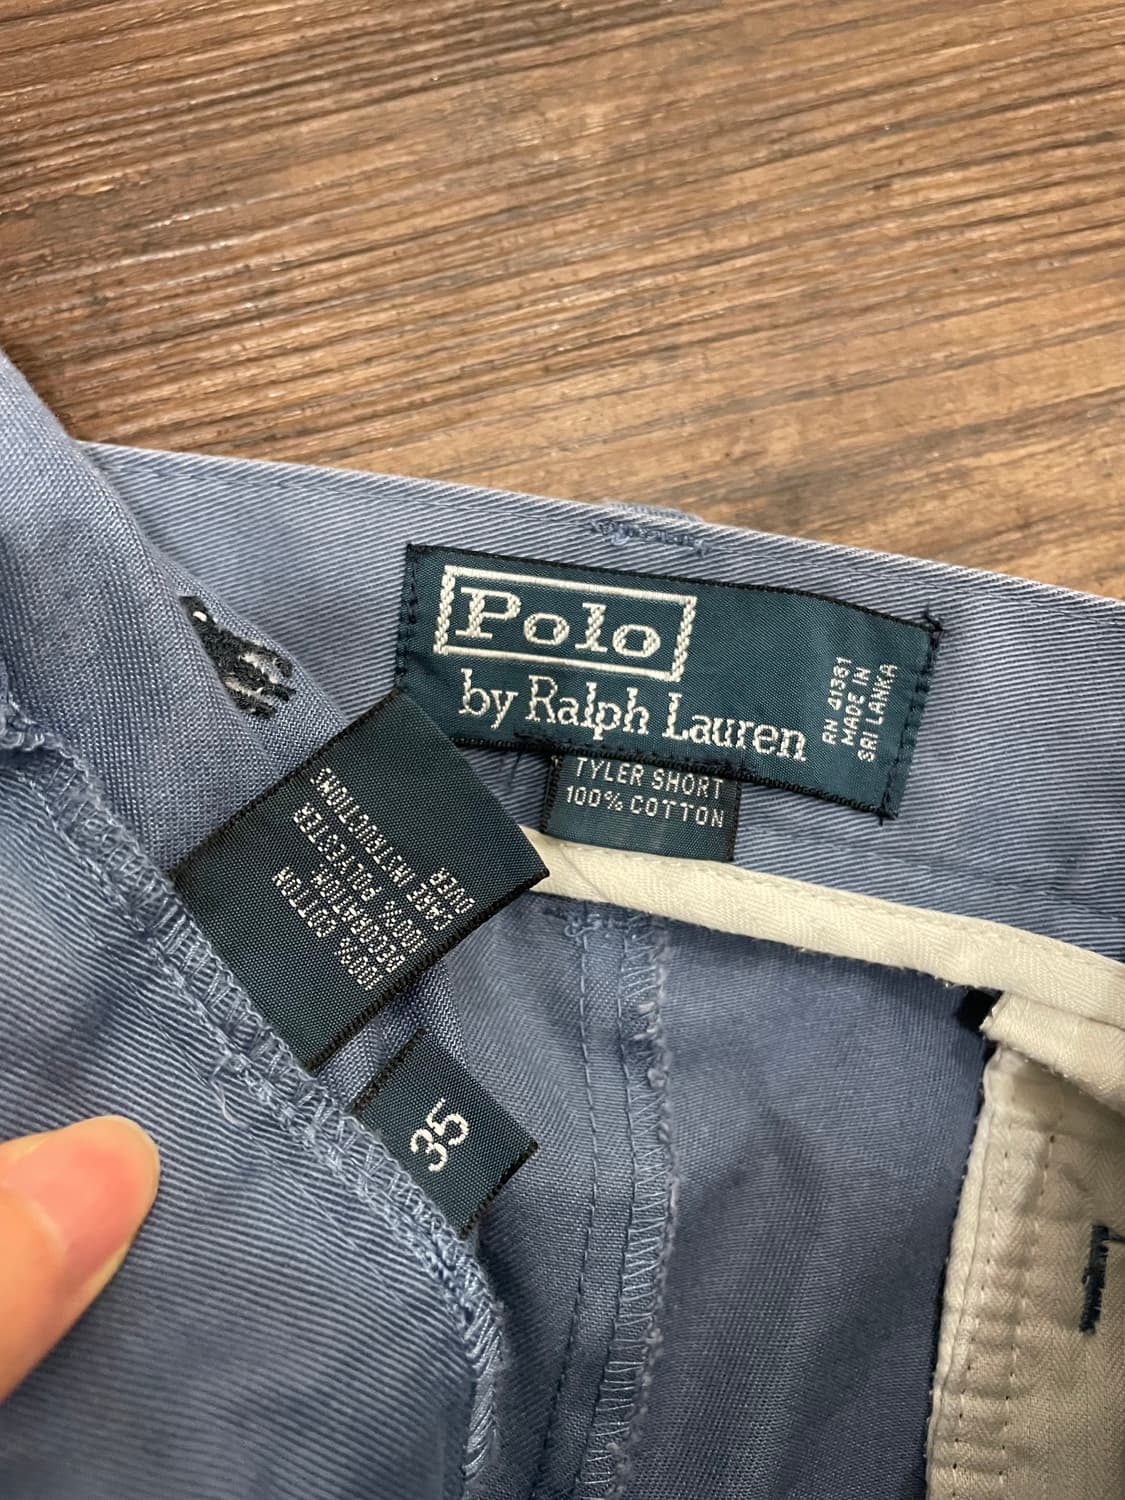 Polo
by Ralph Lauren
RN 41381
MADE IN
SRI LANKA
TYLER SHORT
100% COTTON
100% COTTON
DECORATION
100% POLYESTER
CARE INSTRUCTION
OVER
35